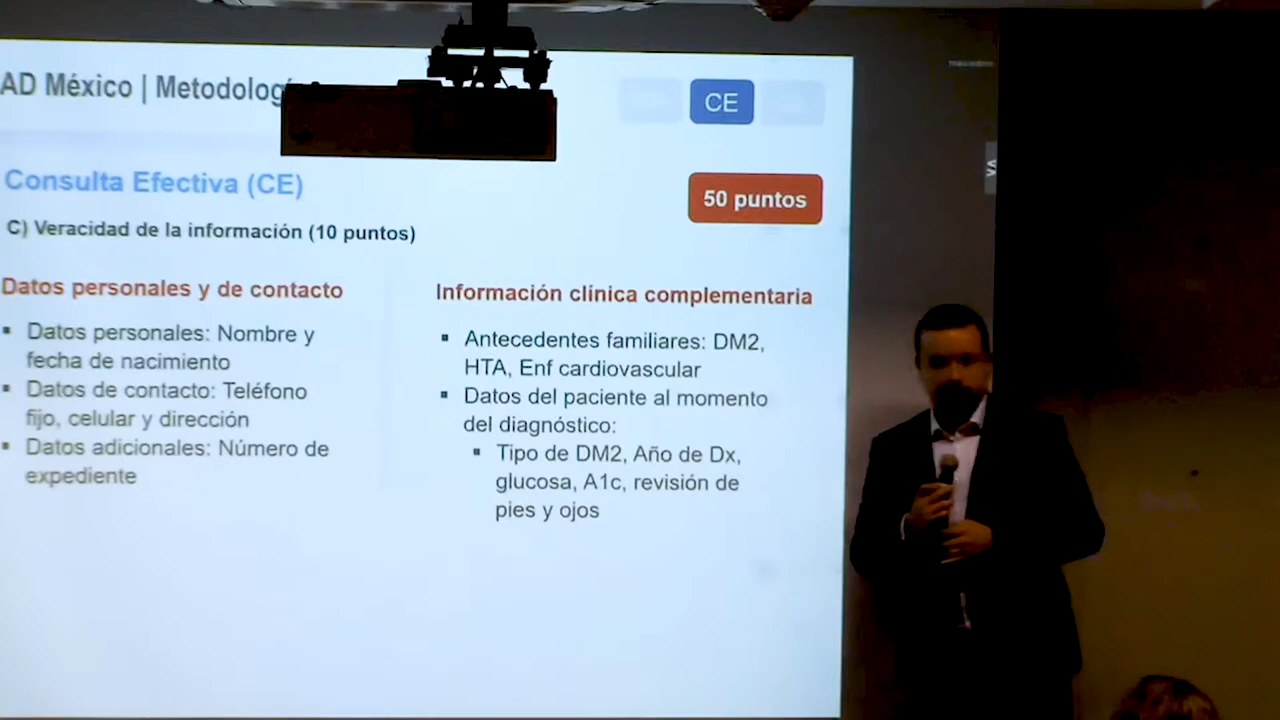 AD México | Metodolog
CE
Consulta Efectiva (CE)
50 puntos
C) Veracidad de la información (10 puntos)
Datos personales y de contacto
▪ Datos personales: Nombre y
fecha de nacimiento
▪ Datos de contacto: Teléfono
fijo, celular y dirección
▪ Datos adicionales: Número de
expediente
Información clínica complementaria
▪ Antecedentes familiares: DM2,
HTA, Enf cardiovascular
▪ Datos del paciente al momento
del diagnóstico:
▪ Tipo de DM2, Año de Dx,
glucosa, A1c, revisión de
pies y ojos